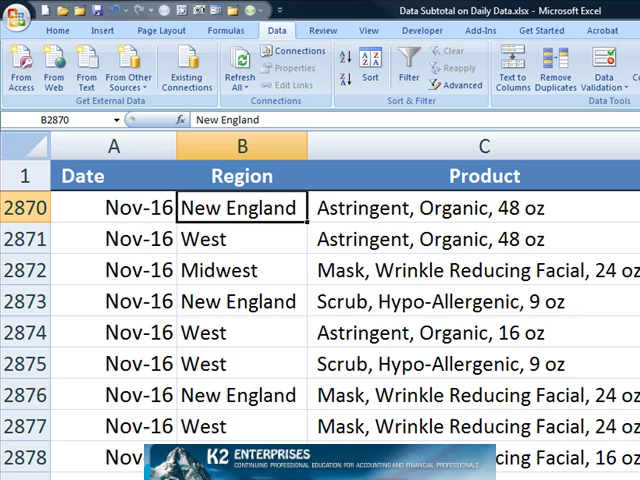 Data Subtotal on Daily Data.xlsx - Microsoft Excel
Home Insert Page Layout Formulas Data Review View Developer Add-Ins Get Started Acrobat
From Access
From Web
From Text
From Other Sources
Existing Connections
Get External Data
Refresh All
Connections
Properties
Edit Links
Connections
Sort
Filter
Clear
Reapply
Advanced
Sort & Filter
Text to Columns
Remove Duplicates
Data Validation
Data Tools
B2870 fx New England
A B C
1 Date Region Product
2870 Nov-16 New England Astringent, Organic, 48 oz
2871 Nov-16 West Astringent, Organic, 48 oz
2872 Nov-16 Midwest Mask, Wrinkle Reducing Facial, 24 oz
2873 Nov-16 New England Scrub, Hypo-Allergenic, 9 oz
2874 Nov-16 West Astringent, Organic, 16 oz
2875 Nov-16 West Scrub, Hypo-Allergenic, 9 oz
2876 Nov-16 New England Mask, Wrinkle Reducing Facial, 24 oz
2877 Nov-16 West Mask, Wrinkle Reducing Facial, 24 oz
2878 Nov- cing Facial, 16 oz
K2 ENTERPRISES
CONTINUING PROFESSIONAL EDUCATION FOR ACCOUNTING AND FINANCIAL PROFESSIONALS